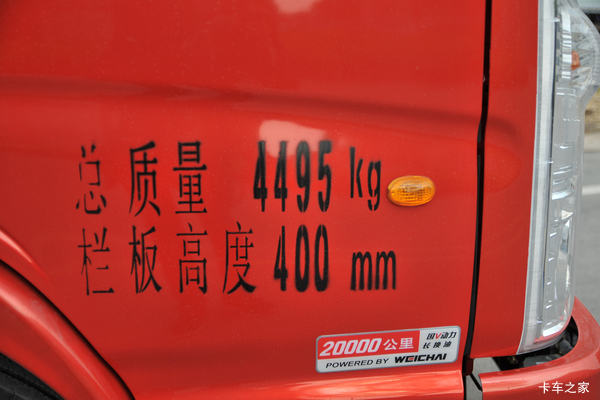 总质量 4495 kg
栏板高度 400 mm
20000公里
国V动力
长换油
POWERED BY WEICHAI
卡车之家